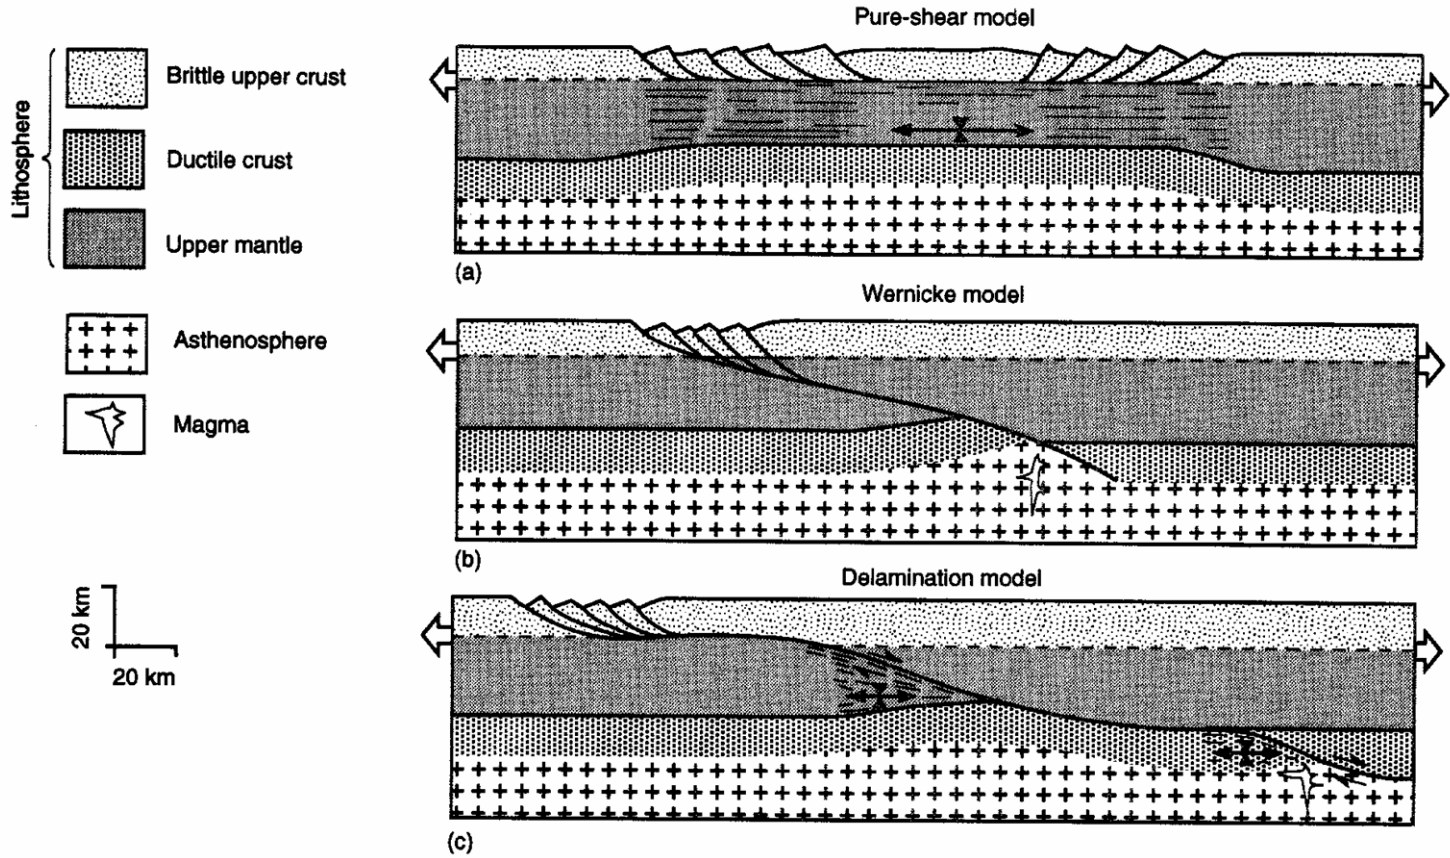 Pure-shear model
Lithosphere
Brittle upper crust
Ductile crust
Upper mantle
Asthenosphere
Magma
(a)
Wernicke model
(b)
Delamination model
20 km
20 km
(c)